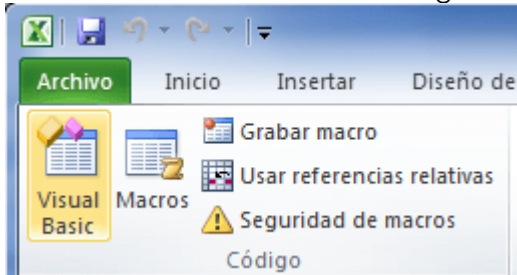 Archivo Inicio Insertar Diseño de
Visual Basic
Macros
Grabar macro
Usar referencias relativas
Seguridad de macros
Código